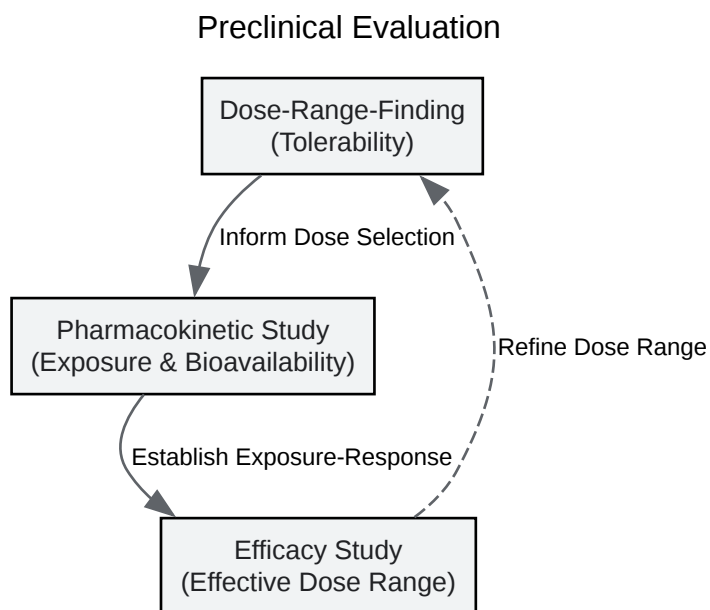 Preclinical Evaluation
Dose-Range-Finding
(Tolerability)
Inform Dose Selection
Pharmacokinetic Study
(Exposure & Bioavailability)
Refine Dose Range
Establish Exposure-Response
Efficacy Study
(Effective Dose Range)